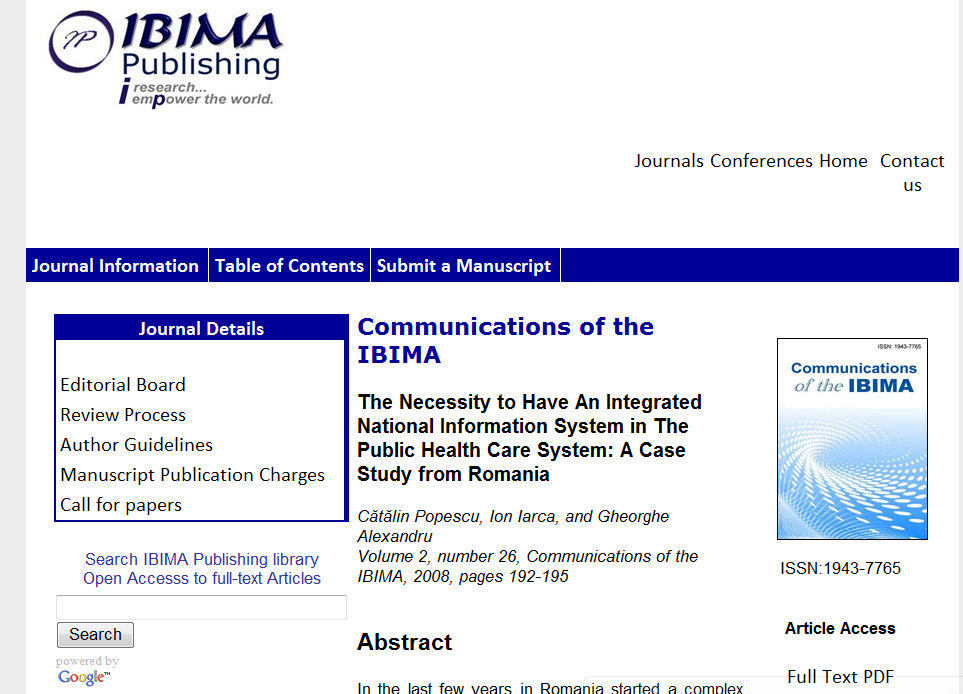 IP
IBIMA
Publishing
i research...
empower the world.
Journals Conferences Home Contact
us
Journal Information Table of Contents Submit a Manuscript
Journal Details
Editorial Board
Review Process
Author Guidelines
Manuscript Publication Charges
Call for papers
Search IBIMA Publishing library
Open Accesss to full-text Articles
Search
powered by
Google™
Communications of the
IBIMA
The Necessity to Have An Integrated
National Information System in The
Public Health Care System: A Case
Study from Romania
Cătălin Popescu, Ion Iarca, and Gheorghe
Alexandru
Volume 2, number 26, Communications of the
IBIMA, 2008, pages 192-195
Abstract
In the last few years in Romania started a complex
ISSN: 1943-7765
Communications
of the IBIMA
ISSN:1943-7765
Article Access
Full Text PDF